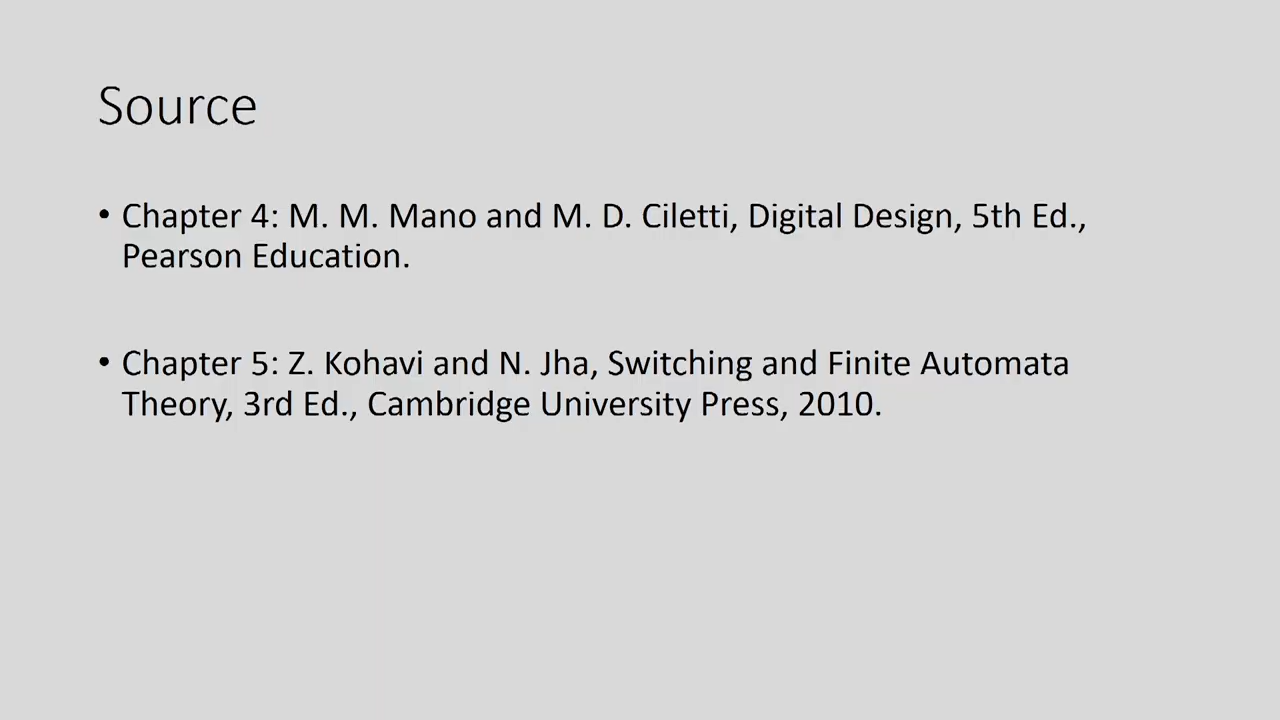 Source
• Chapter 4: M. M. Mano and M. D. Ciletti, Digital Design, 5th Ed.,
Pearson Education.
• Chapter 5: Z. Kohavi and N. Jha, Switching and Finite Automata
Theory, 3rd Ed., Cambridge University Press, 2010.